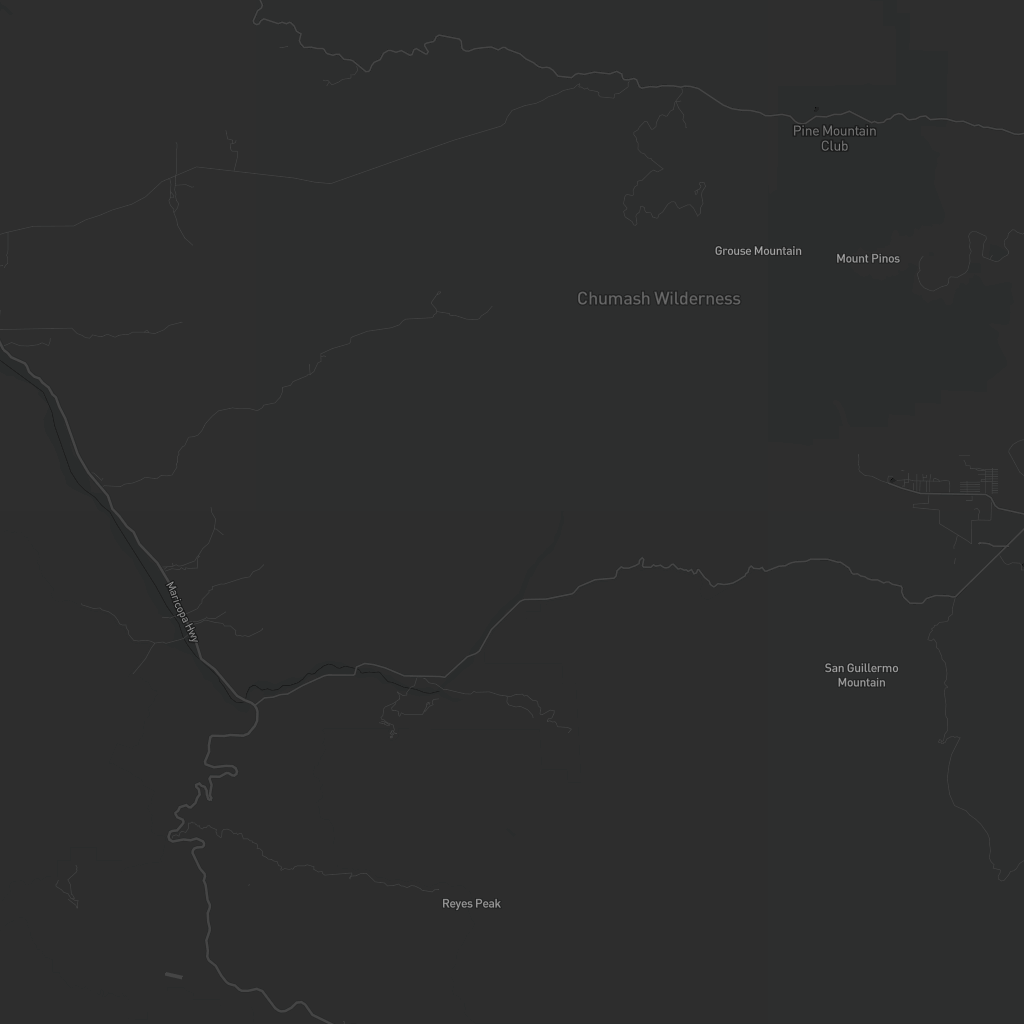 Pine Mountain
Club
Grouse Mountain
Mount Pinos
Chumash Wilderness
Maricopa Hwy
San Guillermo
Mountain
Reyes Peak